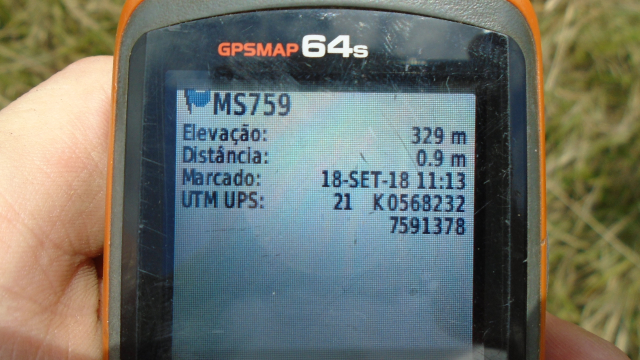 GPSMAP 64s
MS759
Elevação: 329 m
Distância: 0.9 m
Marcado: 18-SET-18 11:13
UTM UPS: 21 K 0568232
7591378